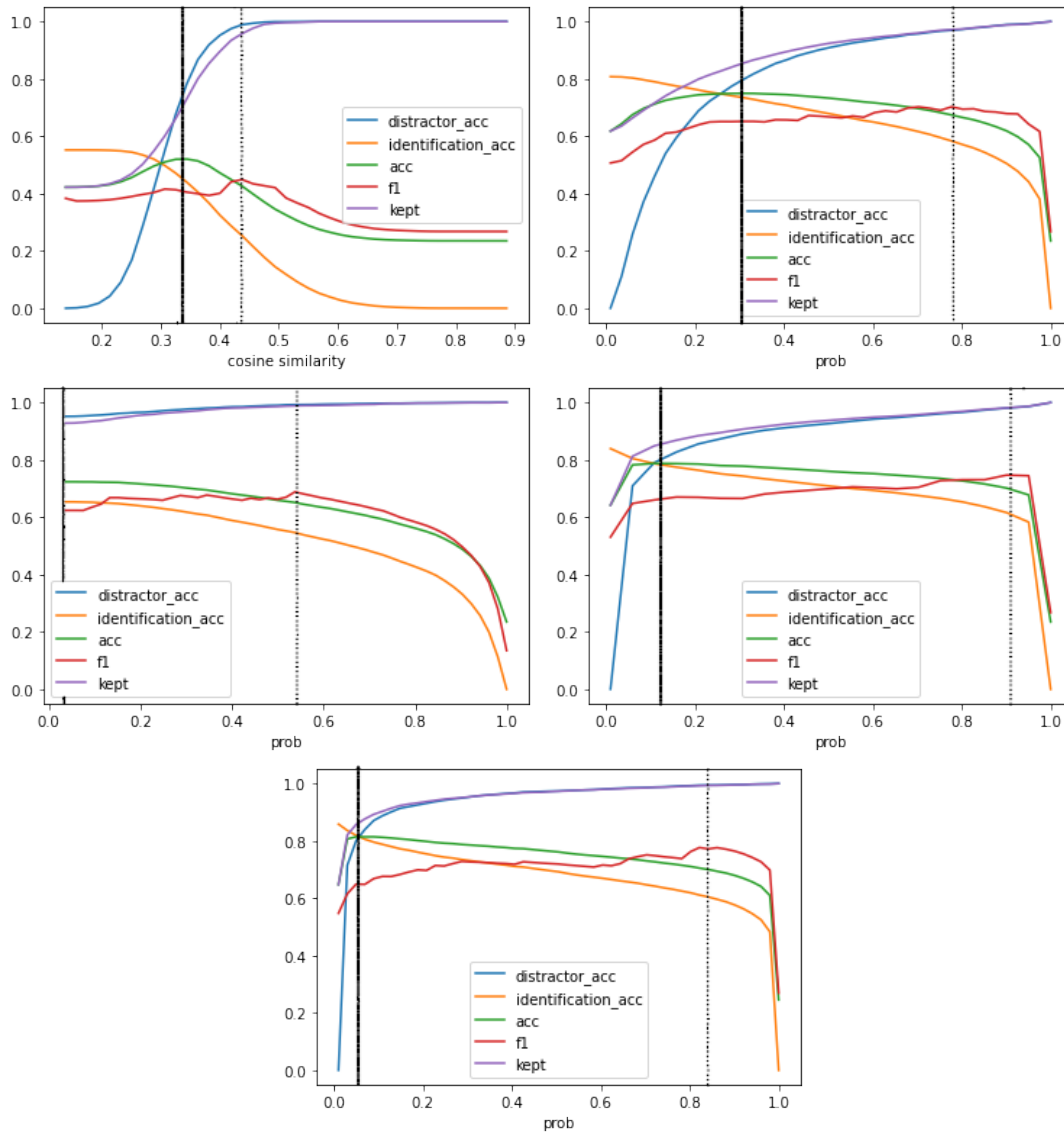 1.0
0.8
0.6
0.4
0.2
0.0
distractor_acc
identification_acc
acc
f1
kept
0.2 0.3 0.4 0.5 0.6 0.7 0.8 0.9
cosine similarity
1.0
0.8
0.6
0.4
0.2
0.0
distractor_acc
identification_acc
acc
f1
kept
0.0 0.2 0.4 0.6 0.8 1.0
prob
1.0
0.8
0.6
0.4
0.2
0.0
distractor_acc
identification_acc
acc
f1
kept
0.0 0.2 0.4 0.6 0.8 1.0
prob
1.0
0.8
0.6
0.4
0.2
0.0
distractor_acc
identification_acc
acc
f1
kept
0.0 0.2 0.4 0.6 0.8 1.0
prob
1.0
0.8
0.6
0.4
0.2
0.0
distractor_acc
identification_acc
acc
f1
kept
0.0 0.2 0.4 0.6 0.8 1.0
prob